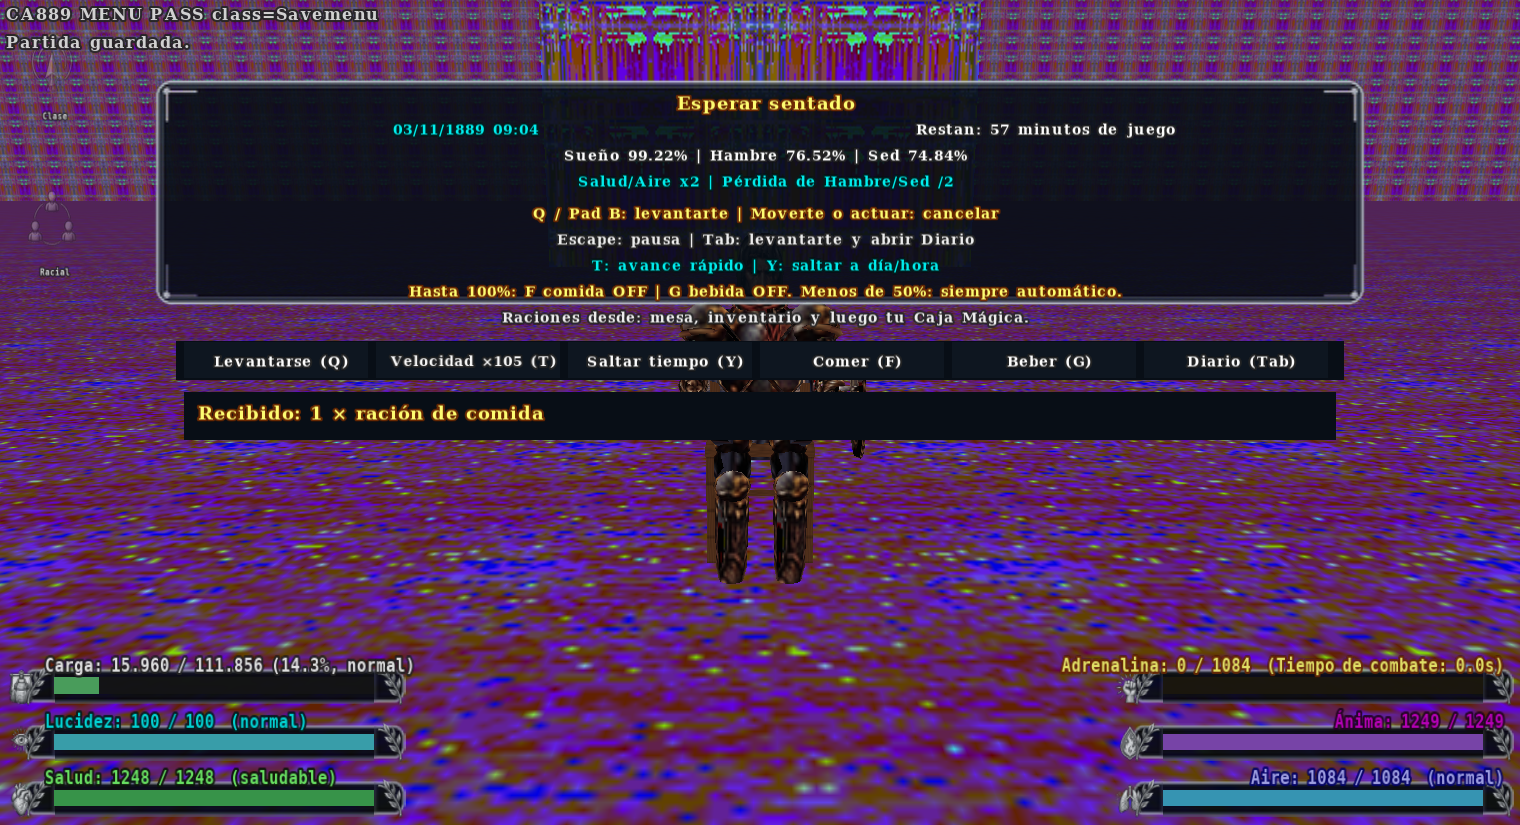 CA889 MENU PASS class=Savemenu
Partida guardada.
Clase
Racial
Esperar sentado
03/11/1889 09:04
Restan: 57 minutos de juego
Sueño 99.22% | Hambre 76.52% | Sed 74.84%
Salud/Aire x2 | Pérdida de Hambre/Sed /2
Q / Pad B: levantarte | Moverte o actuar: cancelar
Escape: pausa | Tab: levantarte y abrir Diario
T: avance rápido | Y: saltar a día/hora
Hasta 100%: F comida OFF | G bebida OFF. Menos de 50%: siempre automático.
Raciones desde: mesa, inventario y luego tu Caja Mágica.
Levantarse (Q)
Velocidad ×105 (T)
Saltar tiempo (Y)
Comer (F)
Beber (G)
Diario (Tab)
Recibido: 1 × ración de comida
Carga: 15.960 / 111.856 (14.3%, normal)
Lucidez: 100 / 100 (normal)
Salud: 1248 / 1248 (saludable)
Adrenalina: 0 / 1084 (Tiempo de combate: 0.0s)
Ánima: 1249 / 1249
Aire: 1084 / 1084 (normal)